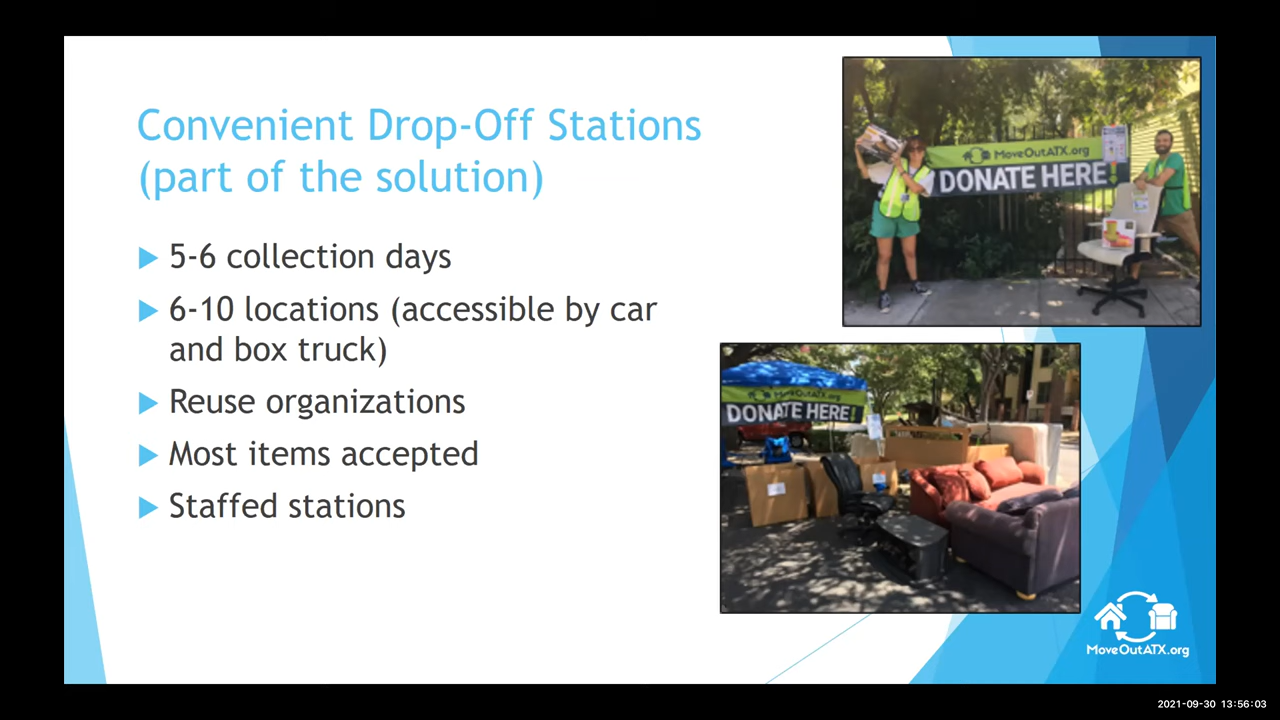 Convenient Drop-Off Stations
(part of the solution)
5-6 collection days
6-10 locations (accessible by car
and box truck)
Reuse organizations
Most items accepted
Staffed stations
MoveOutATX.org
DONATE HERE!
MoveOutATX.org
DONATE HERE!
MoveOutATX.org
2021-09-30 13:56:03